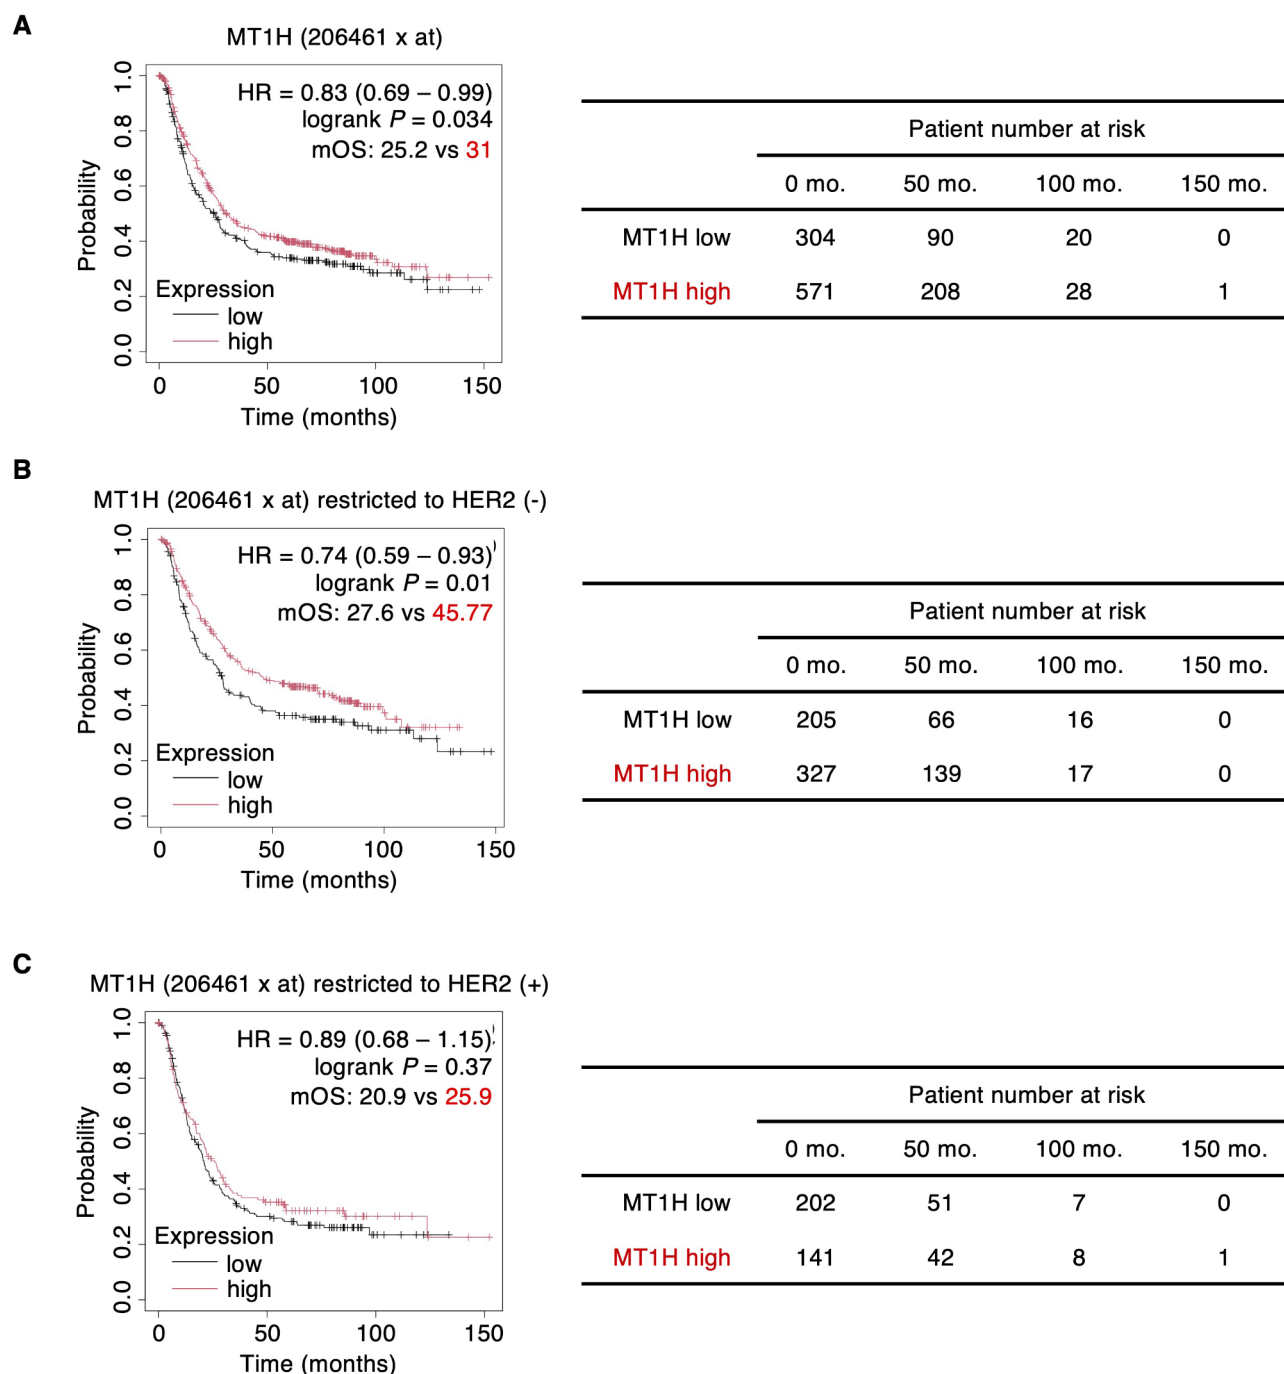 A
MT1H (206461 x at)
HR = 0.83 (0.69 – 0.99)
logrank P = 0.034
mOS: 25.2 vs 31
Probability
1.0
0.8
0.6
0.4
0.2
0.0
Expression
low
high
0 50 100 150
Time (months)
Patient number at risk
0 mo. 50 mo. 100 mo. 150 mo.
MT1H low 304 90 20 0
MT1H high 571 208 28 1
B
MT1H (206461 x at) restricted to HER2 (-)
HR = 0.74 (0.59 – 0.93)
logrank P = 0.01
mOS: 27.6 vs 45.77
Probability
1.0
0.8
0.6
0.4
0.2
0.0
Expression
low
high
0 50 100 150
Time (months)
Patient number at risk
0 mo. 50 mo. 100 mo. 150 mo.
MT1H low 205 66 16 0
MT1H high 327 139 17 0
C
MT1H (206461 x at) restricted to HER2 (+)
HR = 0.89 (0.68 – 1.15)
logrank P = 0.37
mOS: 20.9 vs 25.9
Probability
1.0
0.8
0.6
0.4
0.2
0.0
Expression
low
high
0 50 100 150
Time (months)
Patient number at risk
0 mo. 50 mo. 100 mo. 150 mo.
MT1H low 202 51 7 0
MT1H high 141 42 8 1